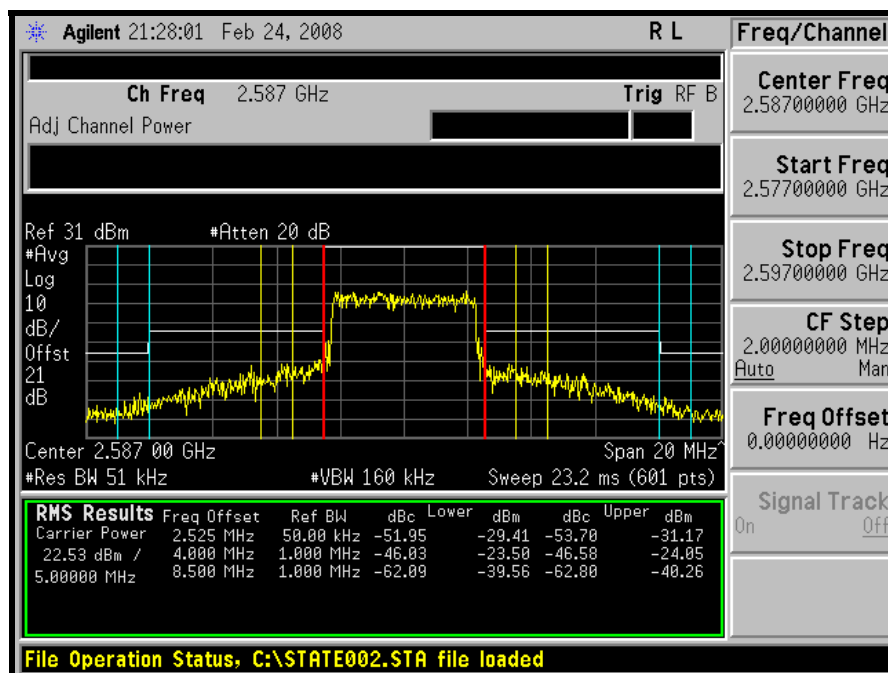 Agilent 21:28:01 Feb 24, 2008 R L
Freq/Channel
Ch Freq 2.587 GHz Trig RF B
Adj Channel Power
Center Freq
2.58700000 GHz
Start Freq
2.57700000 GHz
Stop Freq
2.59700000 GHz
CF Step
2.00000000 MHz
Auto Man
Freq Offset
0.00000000 Hz
Signal Track
On Off
Ref 31 dBm #Atten 20 dB
#Avg
Log
10
dB/
Offst
21
dB
Center 2.587 00 GHz Span 20 MHz^
#Res BW 51 kHz #VBW 160 kHz Sweep 23.2 ms (601 pts)
RMS Results Freq Offset Ref BW dBc Lower dBm dBc Upper dBm
Carrier Power 2.525 MHz 50.00 kHz -51.95 -29.41 -53.70 -31.17
22.53 dBm / 4.000 MHz 1.000 MHz -46.03 -23.50 -46.58 -24.05
5.00000 MHz 8.500 MHz 1.000 MHz -62.09 -39.56 -62.80 -40.26
File Operation Status, C:\STATE002.STA file loaded